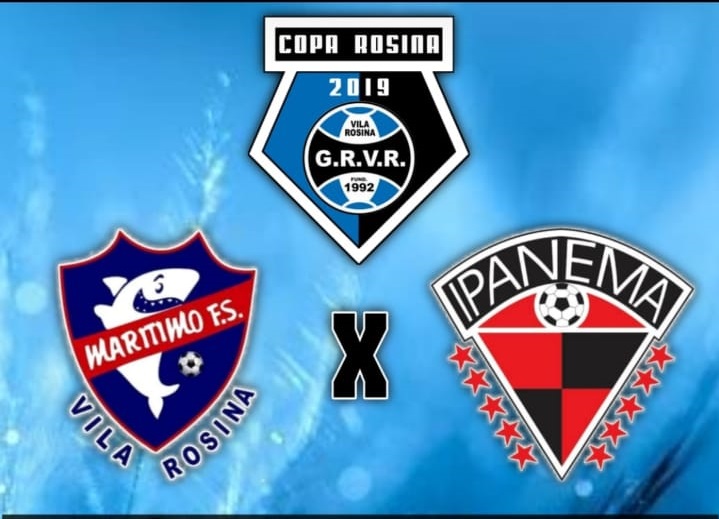 COPA ROSINA
2019
VILA
ROSINA
G.R.V.R.
FUND.
1992
MARITIMO F.S.
VILA ROSINA
X
IPANEMA